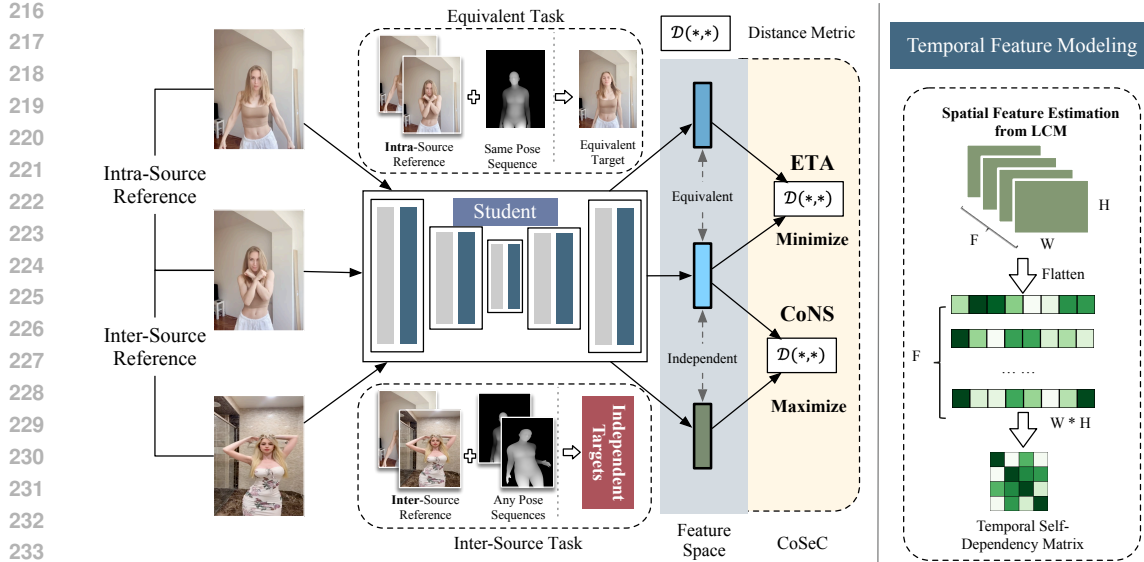 216
217
218
219
220
221
222
223
224
225
226
227
228
229
230
231
232
233
Intra-Source
Reference
Inter-Source
Reference
Equivalent Task
Intra-Source
Reference
Same Pose
Sequence
Equivalent
Target
Student
Inter-Source
Reference
Any Pose
Sequences
Independent
Targets
Inter-Source Task
D(*,*)
Distance Metric
Equivalent
Independent
ETA
D(*,*)
Minimize
CoNS
D(*,*)
Maximize
Feature
Space
CoSeC
Temporal Feature Modeling
Spatial Feature Estimation
from LCM
H
F
W
Flatten
F
... ...
W * H
Temporal Self-
Dependency Matrix